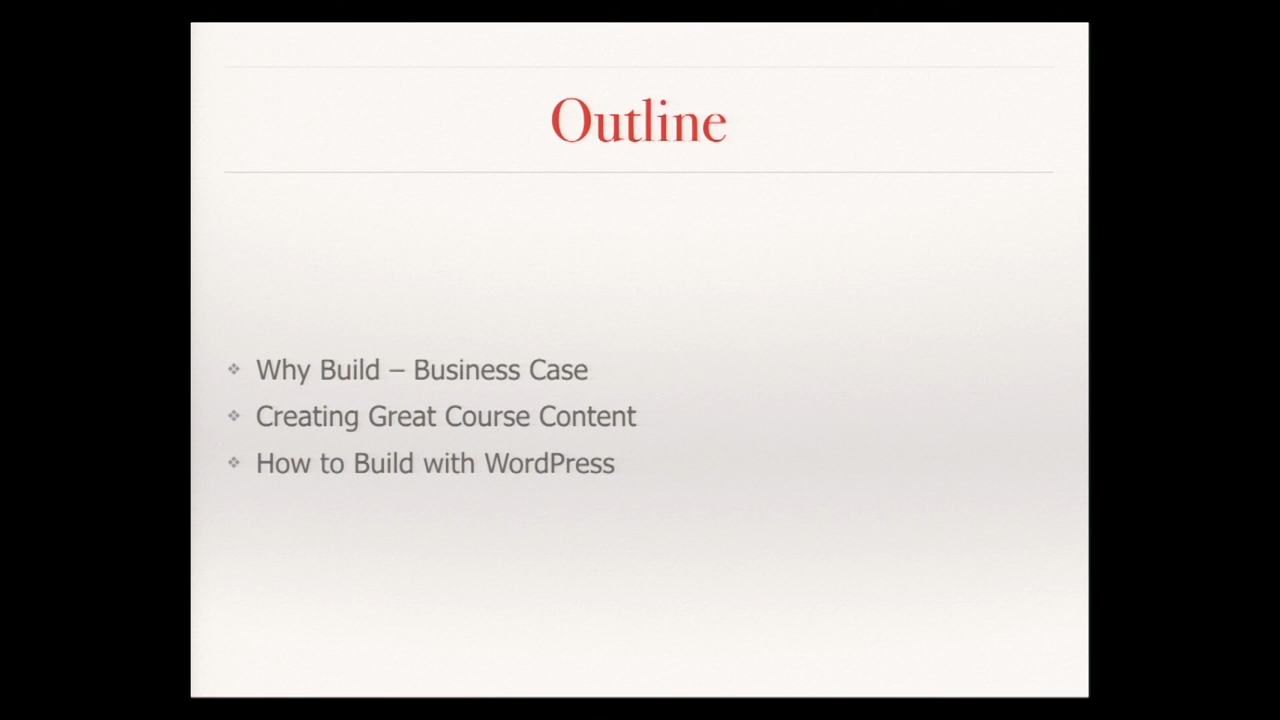 Outline
Why Build – Business Case
Creating Great Course Content
How to Build with WordPress